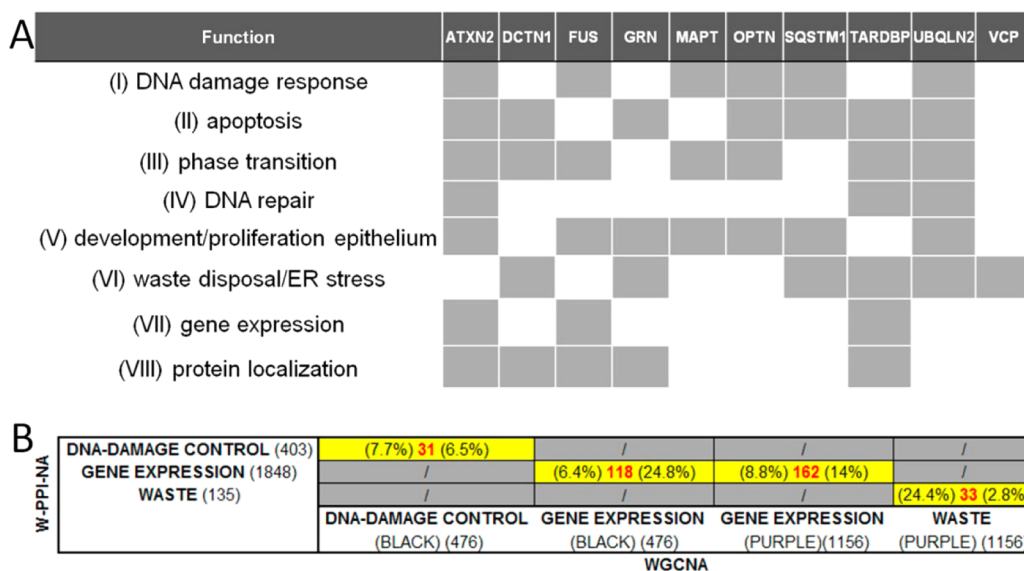 A
Function ATXN2 DCTN1 FUS GRN MAPT OPTN SQSTM1 TARDBP UBQLN2 VCP
(I) DNA damage response
(II) apoptosis
(III) phase transition
(IV) DNA repair
(V) development/proliferation epithelium
(VI) waste disposal/ER stress
(VII) gene expression
(VIII) protein localization
B
W-PPI-NA
DNA-DAMAGE CONTROL (403) (7.7%) 31 (6.5%) / / /
GENE EXPRESSION (1848) / (6.4%) 118 (24.8%) (8.8%) 162 (14%) /
WASTE (135) / / / (24.4%) 33 (2.8%
DNA-DAMAGE CONTROL GENE EXPRESSION GENE EXPRESSION WASTE
(BLACK) (476) (BLACK) (476) (PURPLE)(1156) (PURPLE) (1156
WGCNA